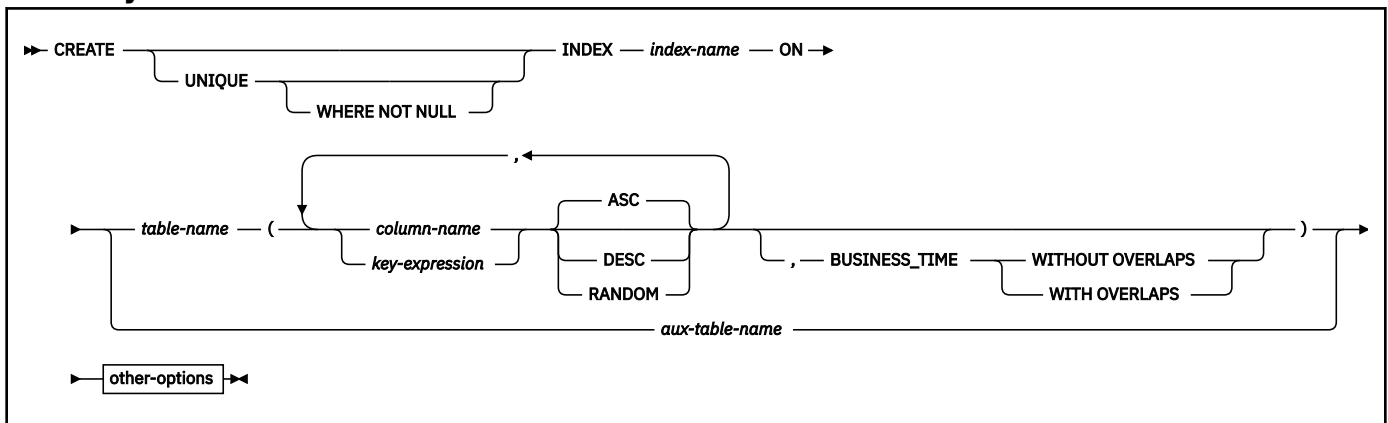 CREATE INDEX index-name ON
UNIQUE
WHERE NOT NULL
,
ASC
table-name ( column-name )
key-expression DESC , BUSINESS_TIME WITHOUT OVERLAPS
RANDOM WITH OVERLAPS
aux-table-name
other-options